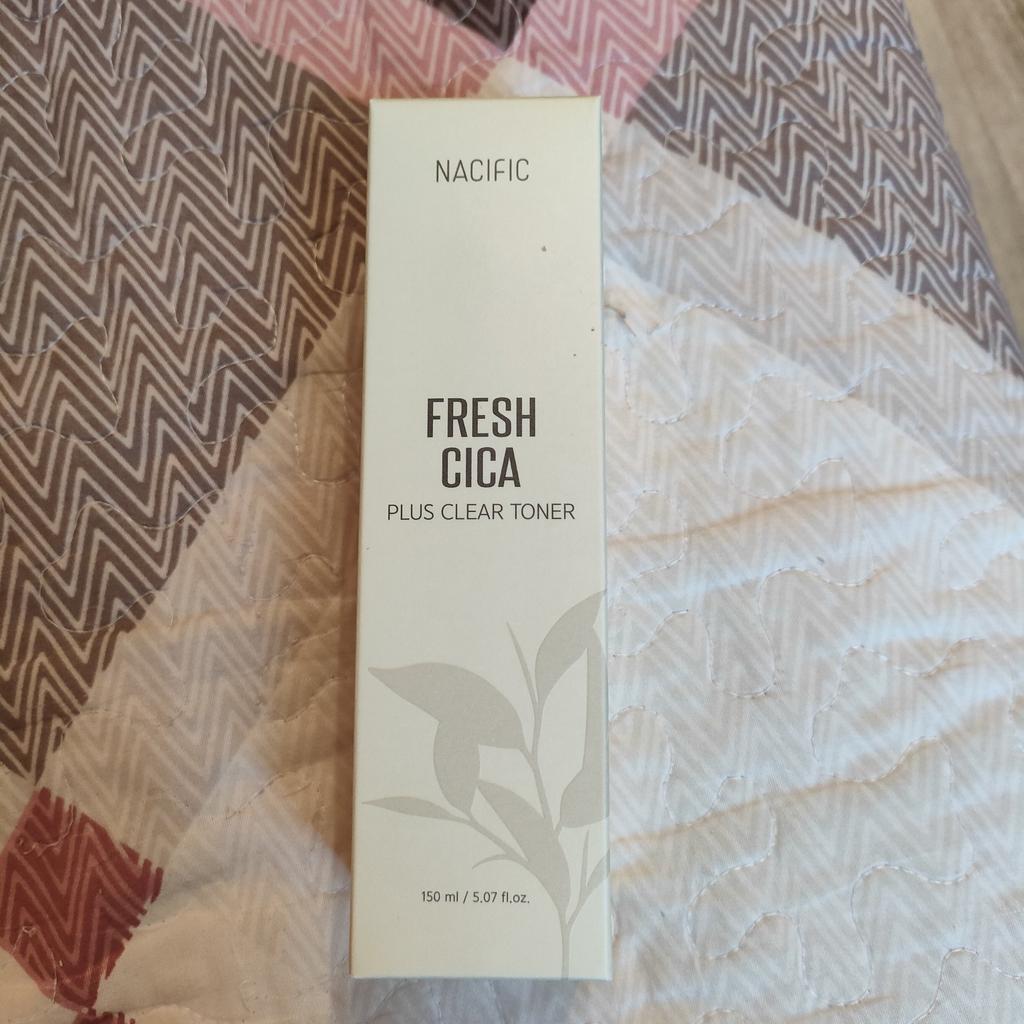 NACIFIC
FRESH
CICA
PLUS CLEAR TONER
150 ml / 5.07 fl.oz.